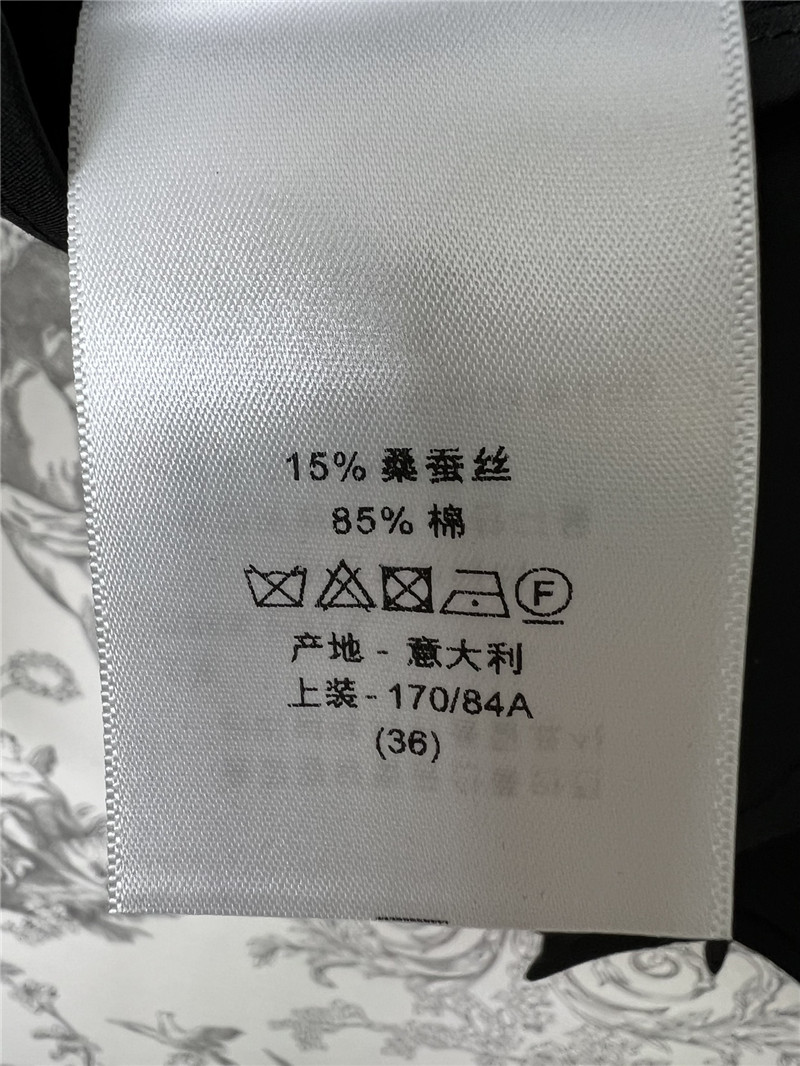 15% 桑蚕丝
85% 棉
F
产地 - 意大利
上装 - 170/84A
(36)